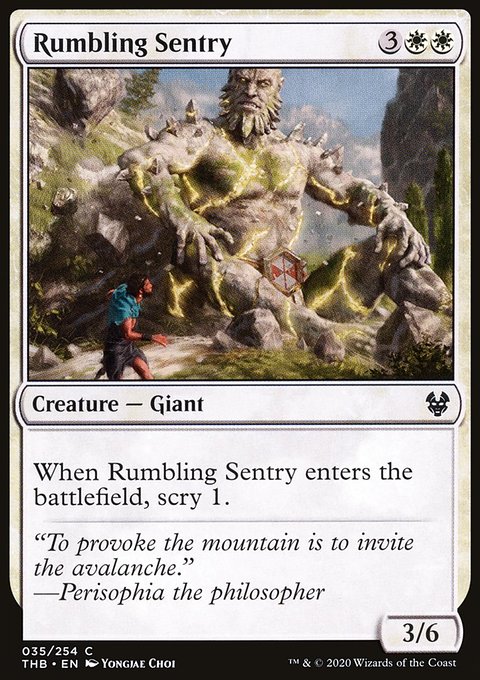 Rumbling Sentry 3
Creature — Giant
When Rumbling Sentry enters the
battlefield, scry 1.
“To provoke the mountain is to invite
the avalanche.”
—Perisophia the philosopher
3/6
035/254 C
THB • EN Yongjae Choi
™ & © 2020 Wizards of the Coast